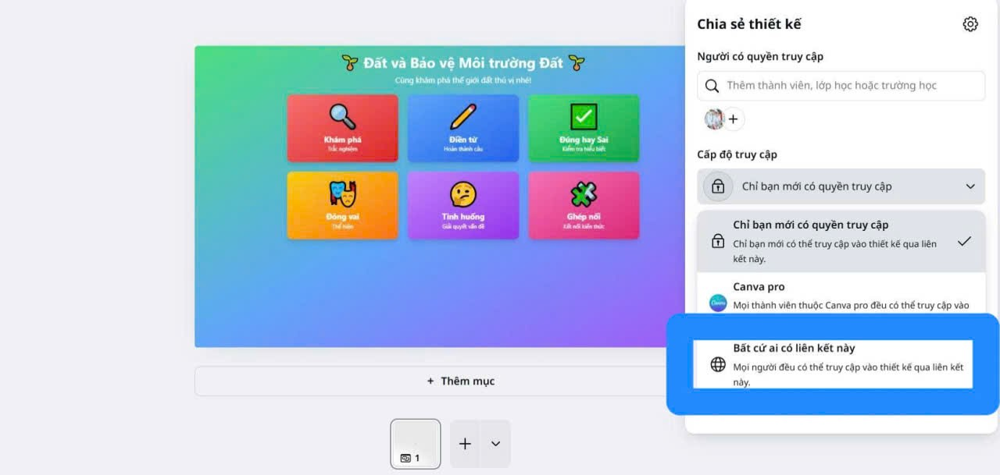 Chia sẻ thiết kế
Người có quyền truy cập
Thêm thành viên, lớp học hoặc trường học
Cấp độ truy cập
Chỉ bạn mới có quyền truy cập
Chỉ bạn mới có quyền truy cập
Chỉ bạn mới có thể truy cập vào thiết kế qua liên
kết này.
Canva pro
Canva
Mọi thành viên thuộc Canva pro đều có thể truy cập vào
Bất cứ ai có liên kết này
Mọi người đều có thể truy cập vào thiết kế qua liên kết
này.
Đất và Bảo vệ Môi trường Đất
Cùng khám phá thế giới đất thú vị nhé!
Khám phá
Trắc nghiệm
Điền từ
Hoàn thành câu
Đúng hay Sai
Kiểm tra hiểu biết
Đóng vai
Thể hiện
Tình huống
Giải quyết vấn đề
Ghép nối
Kết nối kiến thức
+ Thêm mục
1